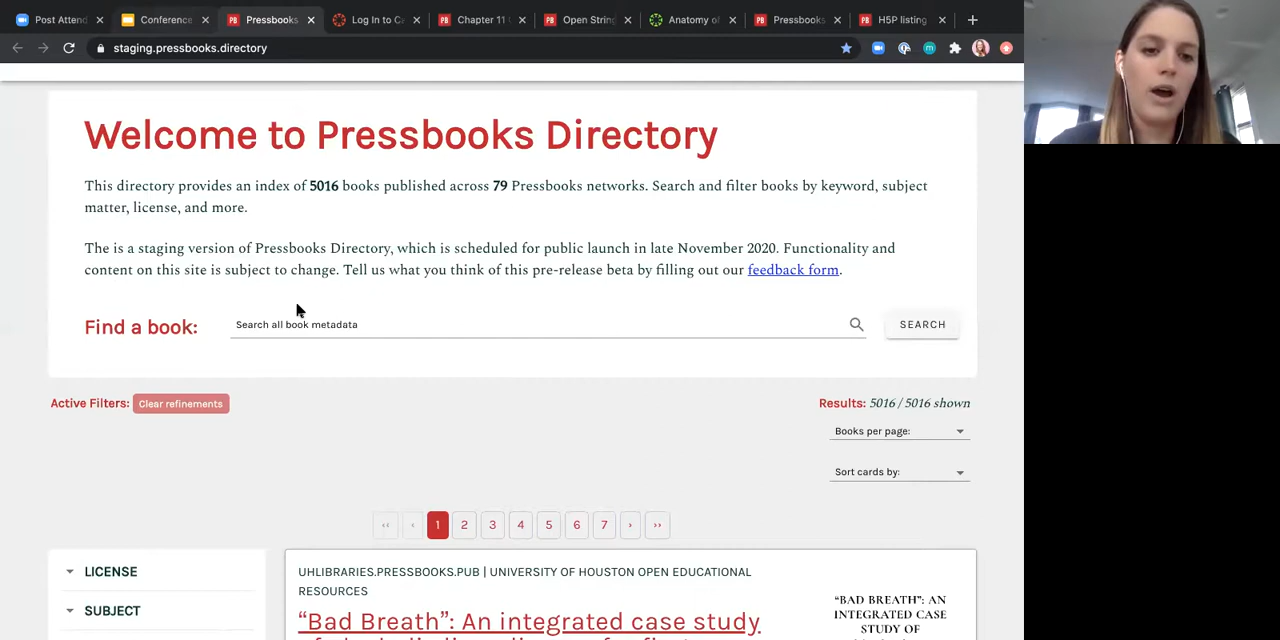 Post Attend
Conference
Pressbooks
Log In to Ca
Chapter 11
Open String
Anatomy of
Pressbooks
H5P listing
staging.pressbooks.directory
Welcome to Pressbooks Directory
This directory provides an index of 5016 books published across 79 Pressbooks networks. Search and filter books by keyword, subject
matter, license, and more.
The is a staging version of Pressbooks Directory, which is scheduled for public launch in late November 2020. Functionality and
content on this site is subject to change. Tell us what you think of this pre-release beta by filling out our feedback form.
Find a book:
Search all book metadata
SEARCH
Active Filters: Clear refinements
Results: 5016 / 5016 shown
Books per page:
Sort cards by:
‹‹ ‹ 1 2 3 4 5 6 7 › ››
LICENSE
SUBJECT
UHLIBRARIES.PRESSBOOKS.PUB | UNIVERSITY OF HOUSTON OPEN EDUCATIONAL
RESOURCES
“Bad Breath”: An integrated case study
"BAD BREATH": AN
INTEGRATED CASE
STUDY OF